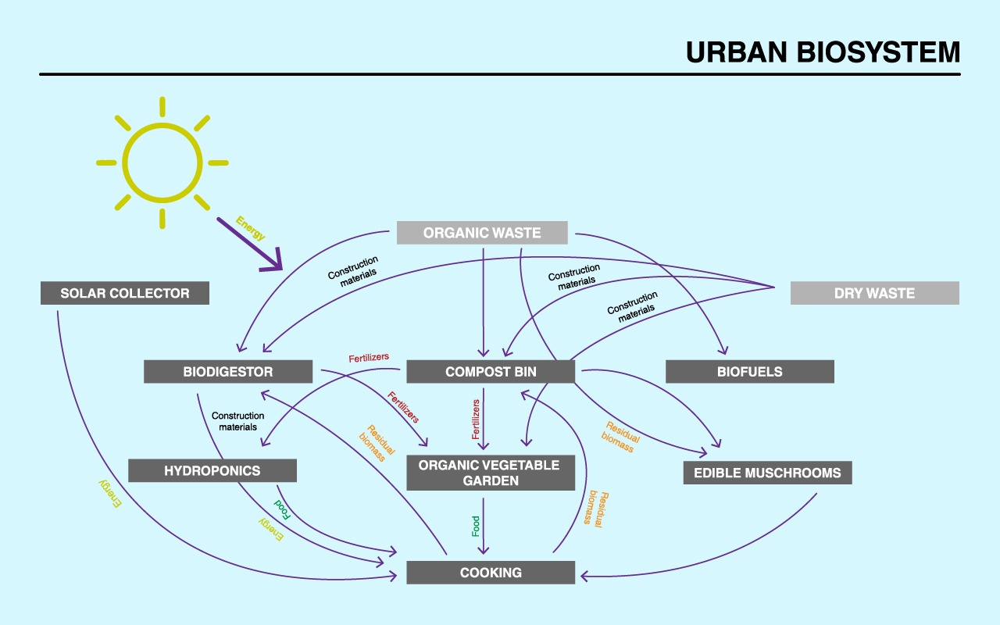 URBAN BIOSYSTEM
Energy
ORGANIC WASTE
Construction
materials
Construction
materials
SOLAR COLLECTOR
Construction
materials
DRY WASTE
Fertilizers
BIODIGESTOR
COMPOST BIN
BIOFUELS
Fertilizers
Fertilizers
Construction
materials
Residual
biomass
Residual
biomass
HYDROPONICS
ORGANIC VEGETABLE
GARDEN
EDIBLE MUSCHROOMS
Energy
Food
Energy
Food
Residual
biomass
COOKING